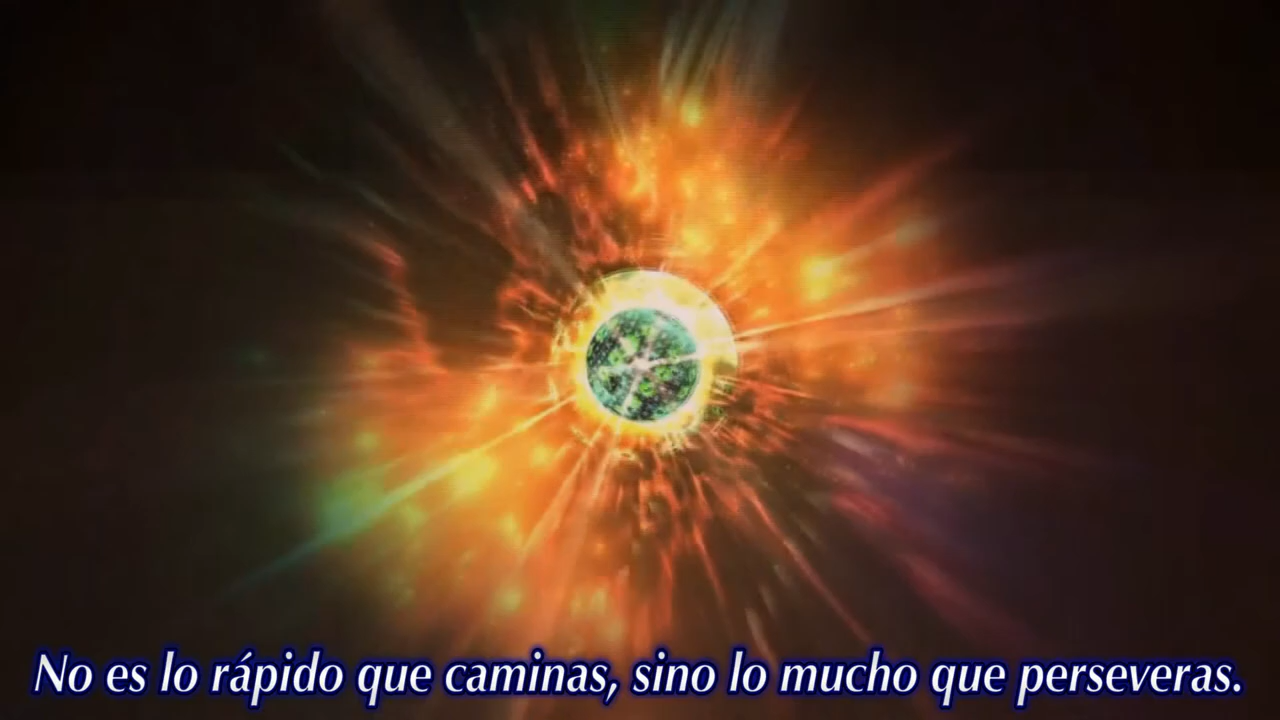 No es lo rápido que caminas, sino lo mucho que perseveras.